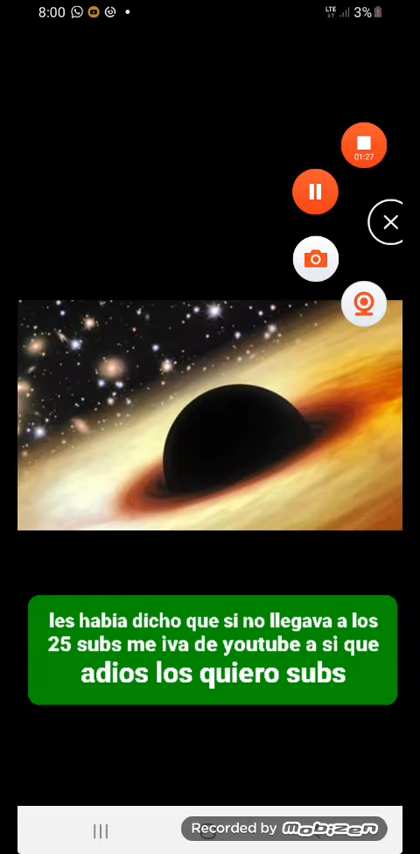 8:00
LTE
3%
01:27
les habia dicho que si no llegava a los
25 subs me iva de youtube a si que
adios los quiero subs
Recorded by mobizen